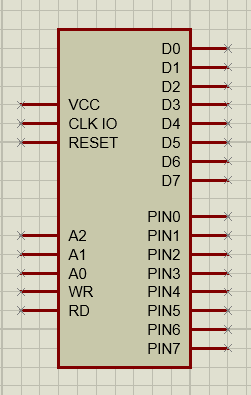 D0
D1
D2
VCC D3
CLK IO D4
RESET D5
D6
D7
PIN0
A2 PIN1
A1 PIN2
A0 PIN3
WR PIN4
RD PIN5
PIN6
PIN7